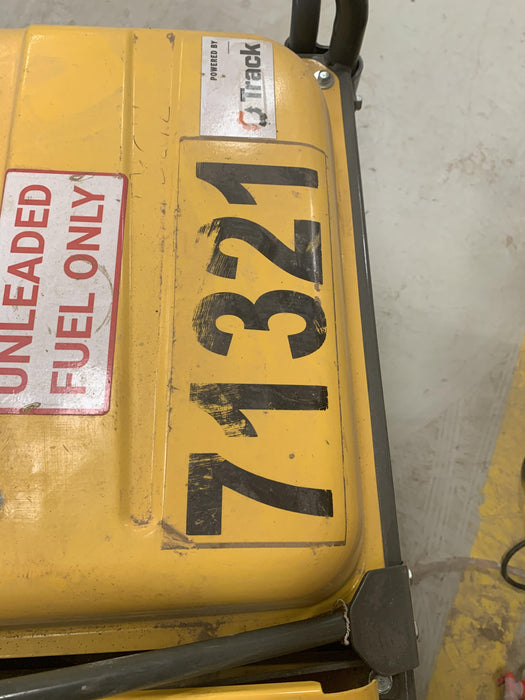 UNLEADED
FUEL ONLY
71321
POWERED BY
Track